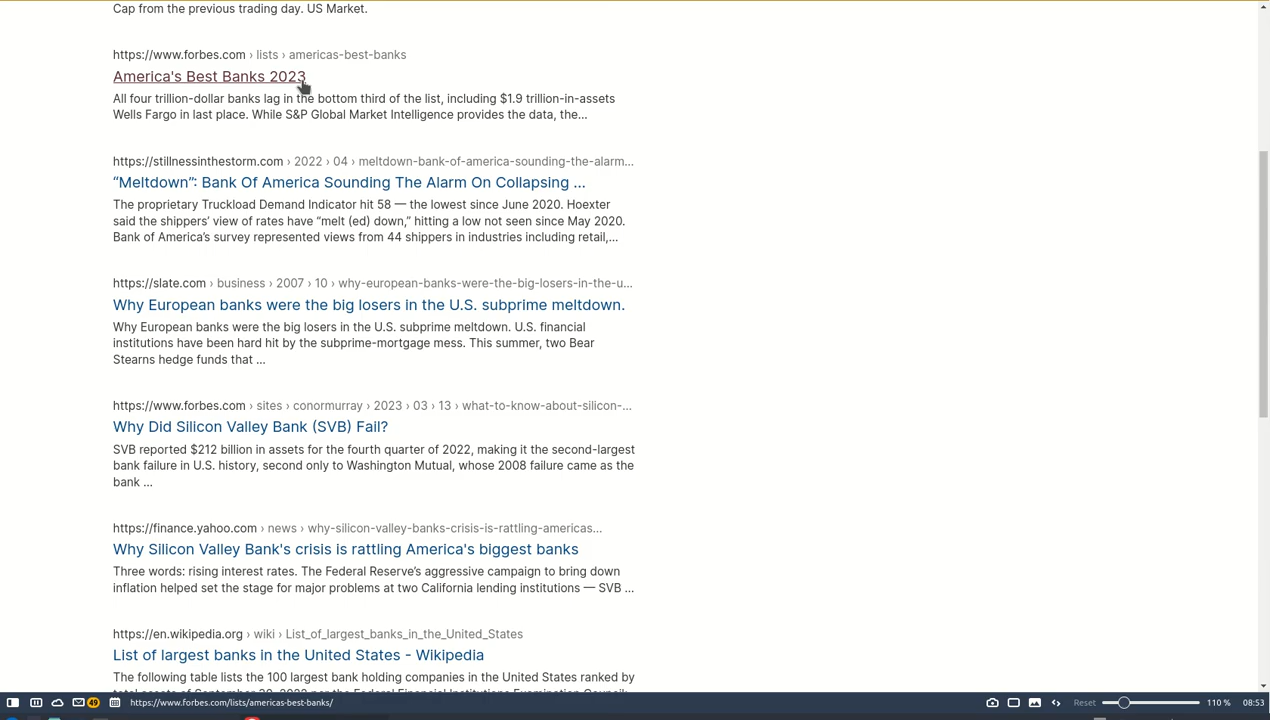 Cap from the previous trading day. US Market.
https://www.forbes.com › lists › americas-best-banks
America's Best Banks 2023
All four trillion-dollar banks lag in the bottom third of the list, including $1.9 trillion-in-assets
Wells Fargo in last place. While S&P Global Market Intelligence provides the data, the...
https://stillnessinthestorm.com › 2022 › 04 › meltdown-bank-of-america-sounding-the-alarm...
“Meltdown”: Bank Of America Sounding The Alarm On Collapsing ...
The proprietary Truckload Demand Indicator hit 58 — the lowest since June 2020. Hoexter
said the shippers’ view of rates have “melt (ed) down,” hitting a low not seen since May 2020.
Bank of America’s survey represented views from 44 shippers in industries including retail,...
https://slate.com › business › 2007 › 10 › why-european-banks-were-the-big-losers-in-the-u...
Why European banks were the big losers in the U.S. subprime meltdown.
Why European banks were the big losers in the U.S. subprime meltdown. U.S. financial
institutions have been hard hit by the subprime-mortgage mess. This summer, two Bear
Stearns hedge funds that ...
https://www.forbes.com › sites › conormurray › 2023 › 03 › 13 › what-to-know-about-silicon-...
Why Did Silicon Valley Bank (SVB) Fail?
SVB reported $212 billion in assets for the fourth quarter of 2022, making it the second-largest
bank failure in U.S. history, second only to Washington Mutual, whose 2008 failure came as the
bank ...
https://finance.yahoo.com › news › why-silicon-valley-banks-crisis-is-rattling-americas...
Why Silicon Valley Bank's crisis is rattling America's biggest banks
Three words: rising interest rates. The Federal Reserve’s aggressive campaign to bring down
inflation helped set the stage for major problems at two California lending institutions — SVB ...
https://en.wikipedia.org › wiki › List_of_largest_banks_in_the_United_States
List of largest banks in the United States - Wikipedia
The following table lists the 100 largest bank holding companies in the United States ranked by
49 https://www.forbes.com/lists/americas-best-banks/ Reset 110 % 08:53